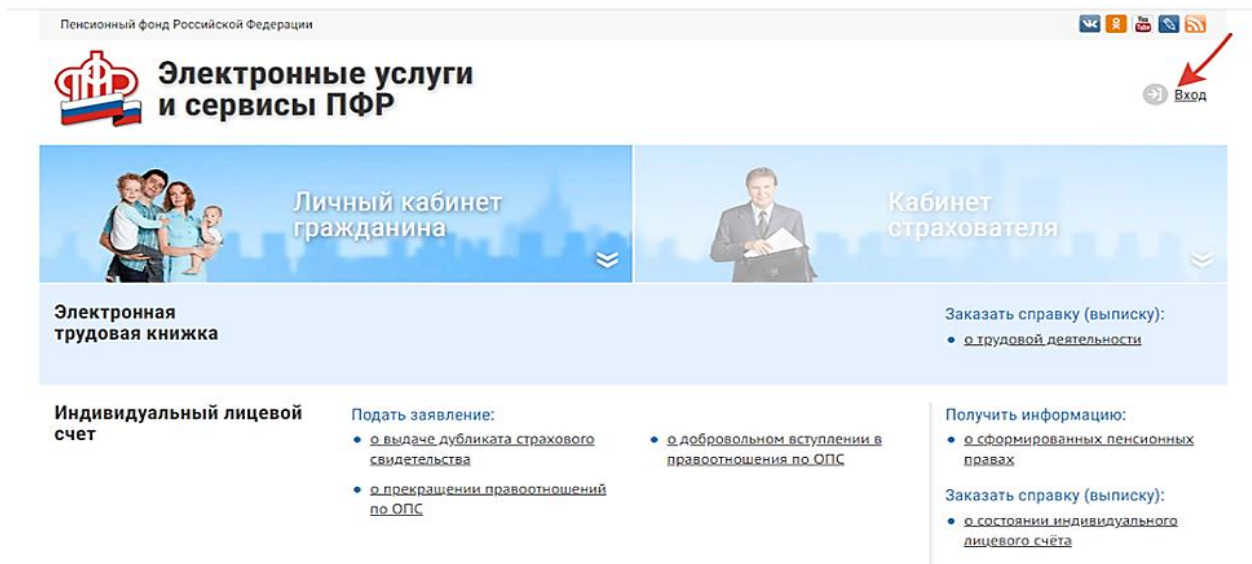 Пенсионный фонд Российской Федерации
You
Tube
Электронные услуги
и сервисы ПФР
Вход
Личный кабинет
гражданина
Кабинет
страхователя
Электронная
трудовая книжка
Заказать справку (выписку):
о трудовой деятельности
Индивидуальный лицевой
счет
Подать заявление:
о выдаче дубликата страхового
свидетельства
о прекращении правоотношений
по ОПС
о добровольном вступлении в
правоотношения по ОПС
Получить информацию:
о сформированных пенсионных
правах
Заказать справку (выписку):
о состоянии индивидуального
лицевого счёта